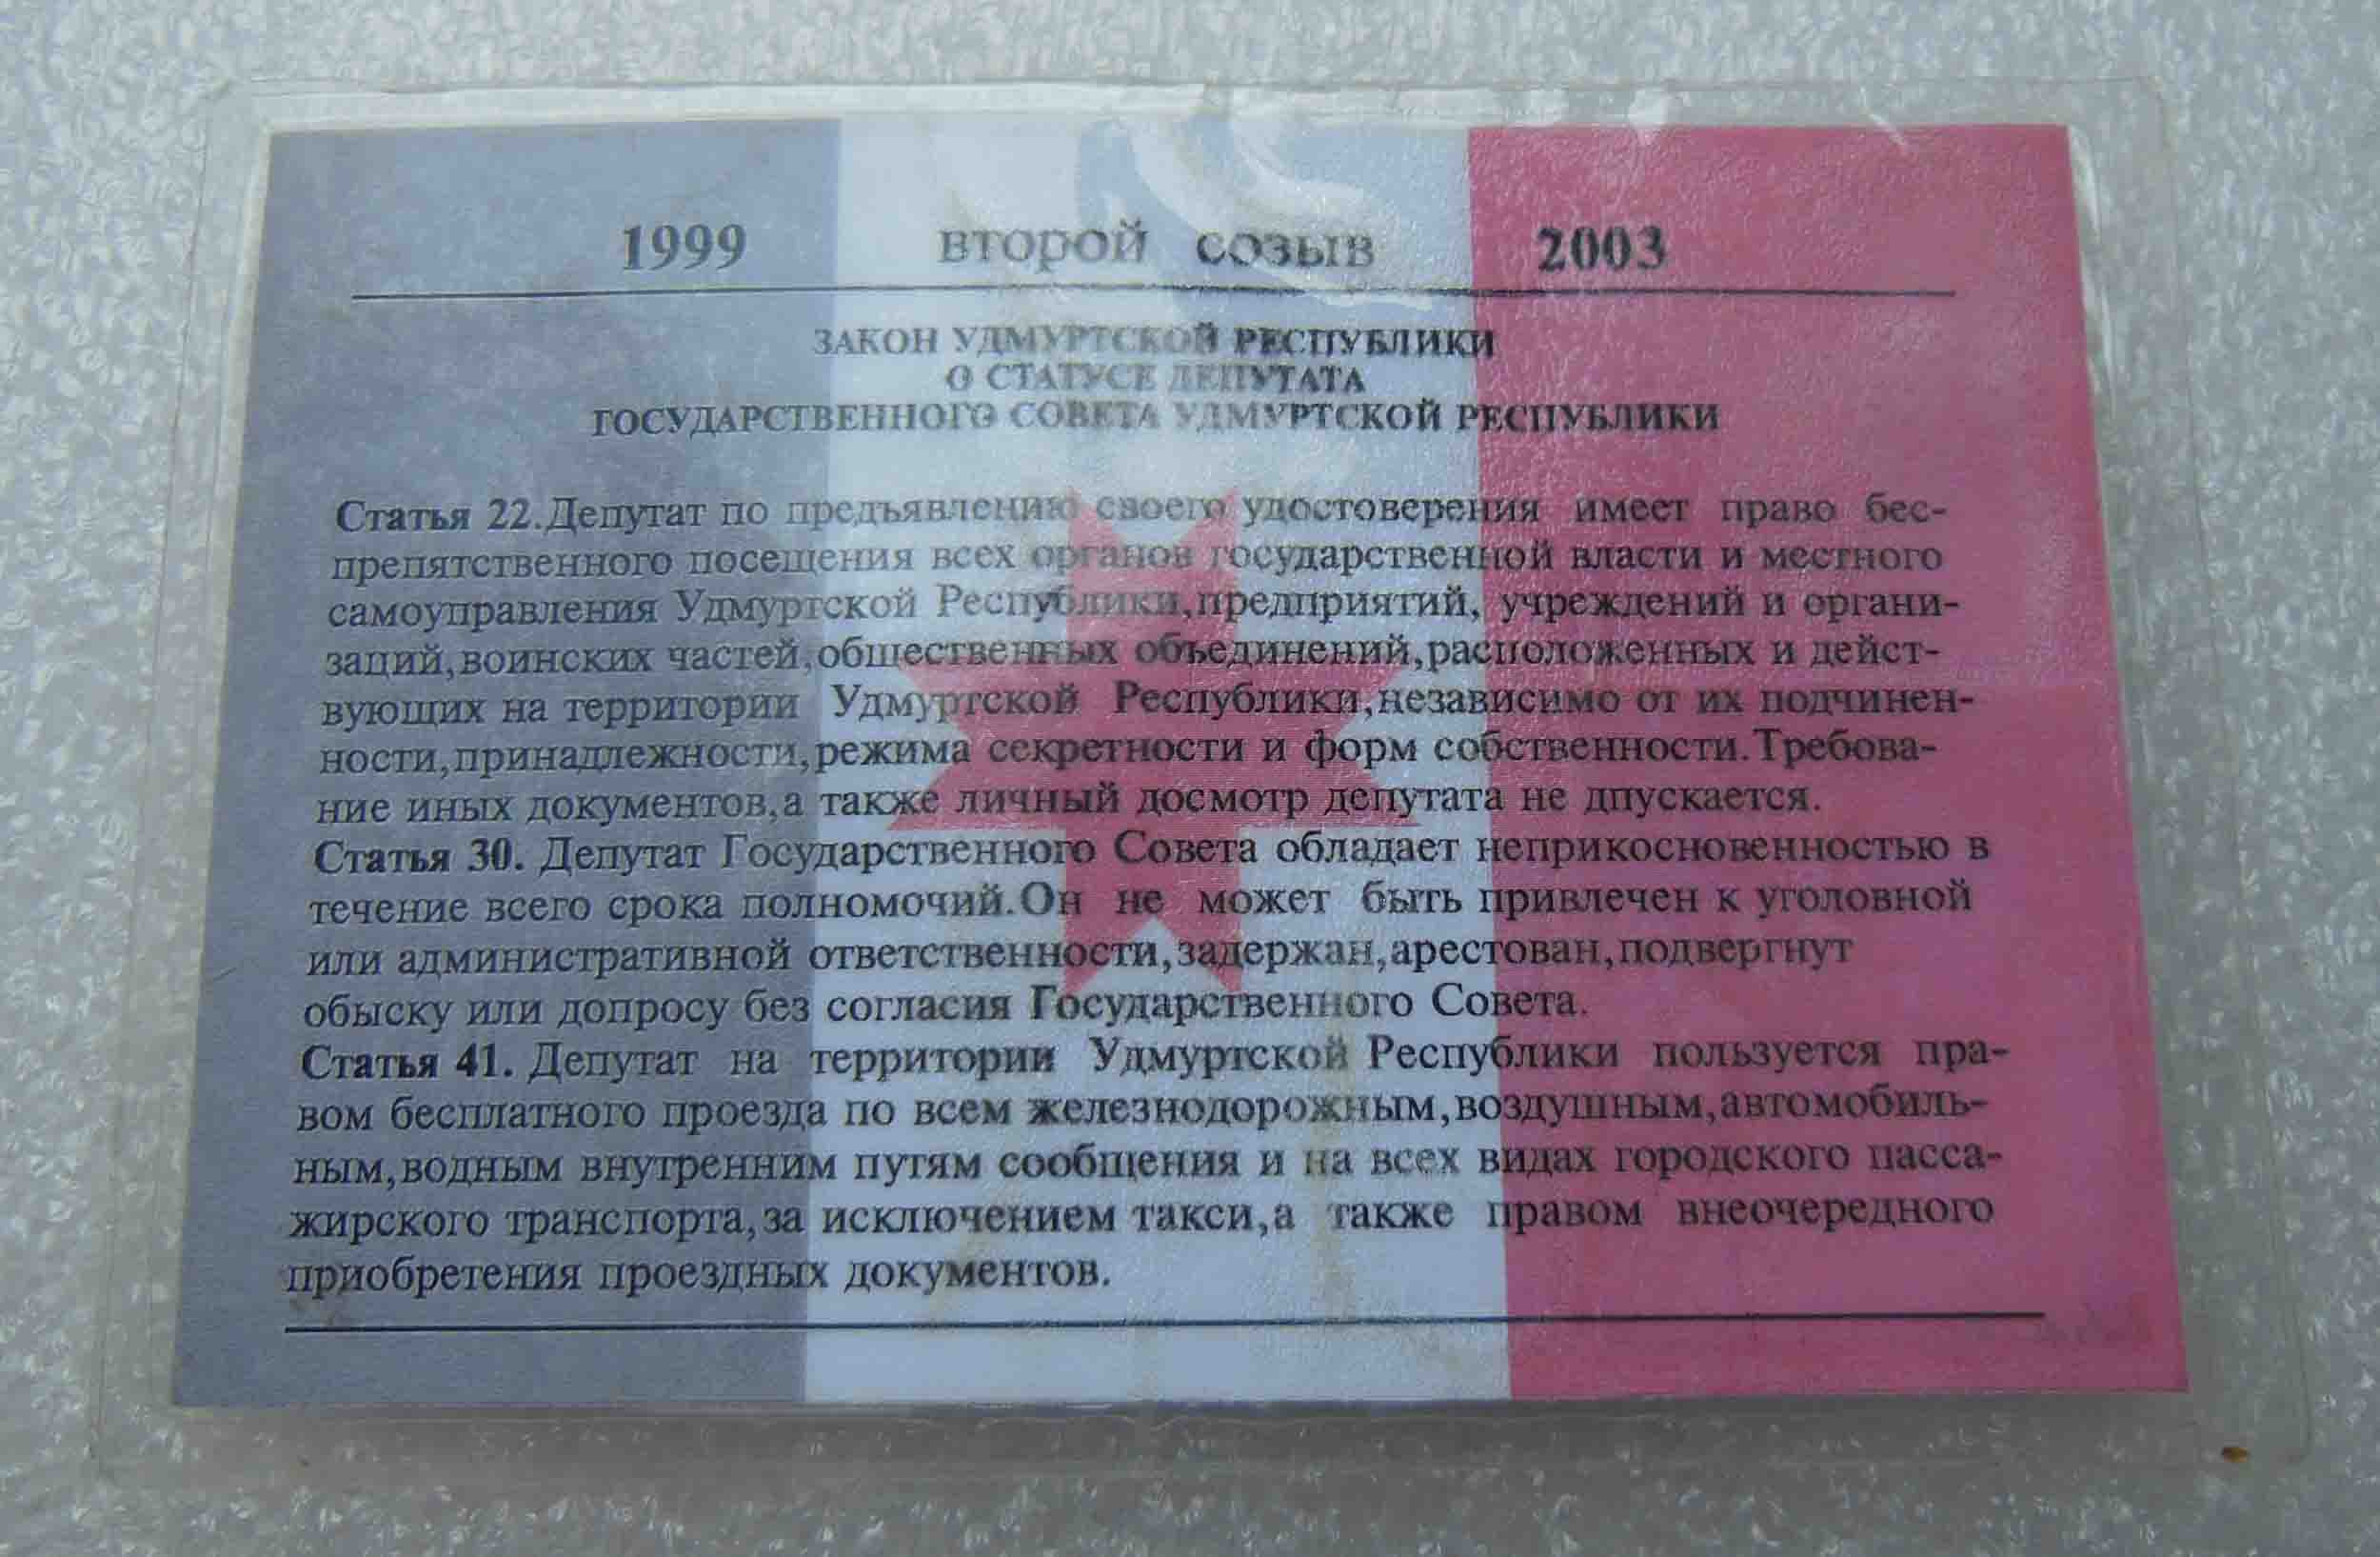 1999 ВТОРОЙ СОЗЫВ 2003
ЗАКОН УДМУРТСКОЙ РЕСПУБЛИКИ
О СТАТУСЕ ДЕПУТАТА
ГОСУДАРСТВЕННОГО СОВЕТА УДМУРТСКОЙ РЕСПУБЛИКИ
Статья 22.Депутат по предъявлению своего удостоверения имеет право бес-
препятственного посещения всех органов государственной власти и местного
самоуправления Удмуртской Республики,предприятий, учреждений и органи-
заций,воинских частей,общественных объединений,расположенных и дейст-
вующих на территории Удмуртской Республики,независимо от их подчинен-
ности,принадлежности,режима секретности и форм собственности.Требова-
ние иных документов,а также личный досмотр депутата не дпускается.
Статья 30. Депутат Государственного Совета обладает неприкосновенностью в
течение всего срока полномочий.Он не может быть привлечен к уголовной
или административной ответственности,задержан,арестован,подвергнут
обыску или допросу без согласия Государственного Совета.
Статья 41. Депутат на территории Удмуртской Республики пользуется пра-
вом бесплатного проезда по всем железнодорожным,воздушным,автомобиль-
ным,водным внутренним путям сообщения и на всех видах городского пасса-
жирского транспорта,за исключением такси,а также правом внеочередного
приобретения проездных документов.